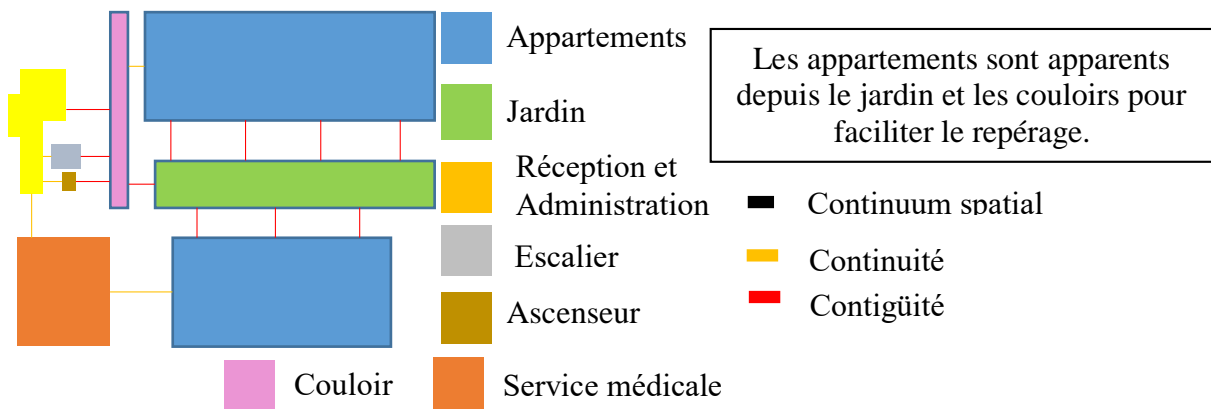 Appartements
Jardin
Réception et
Administration
Escalier
Ascenseur
Couloir
Service médicale
Les appartements sont apparents
depuis le jardin et les couloirs pour
faciliter le repérage.
Continuum spatial
Continuité
Contigüité